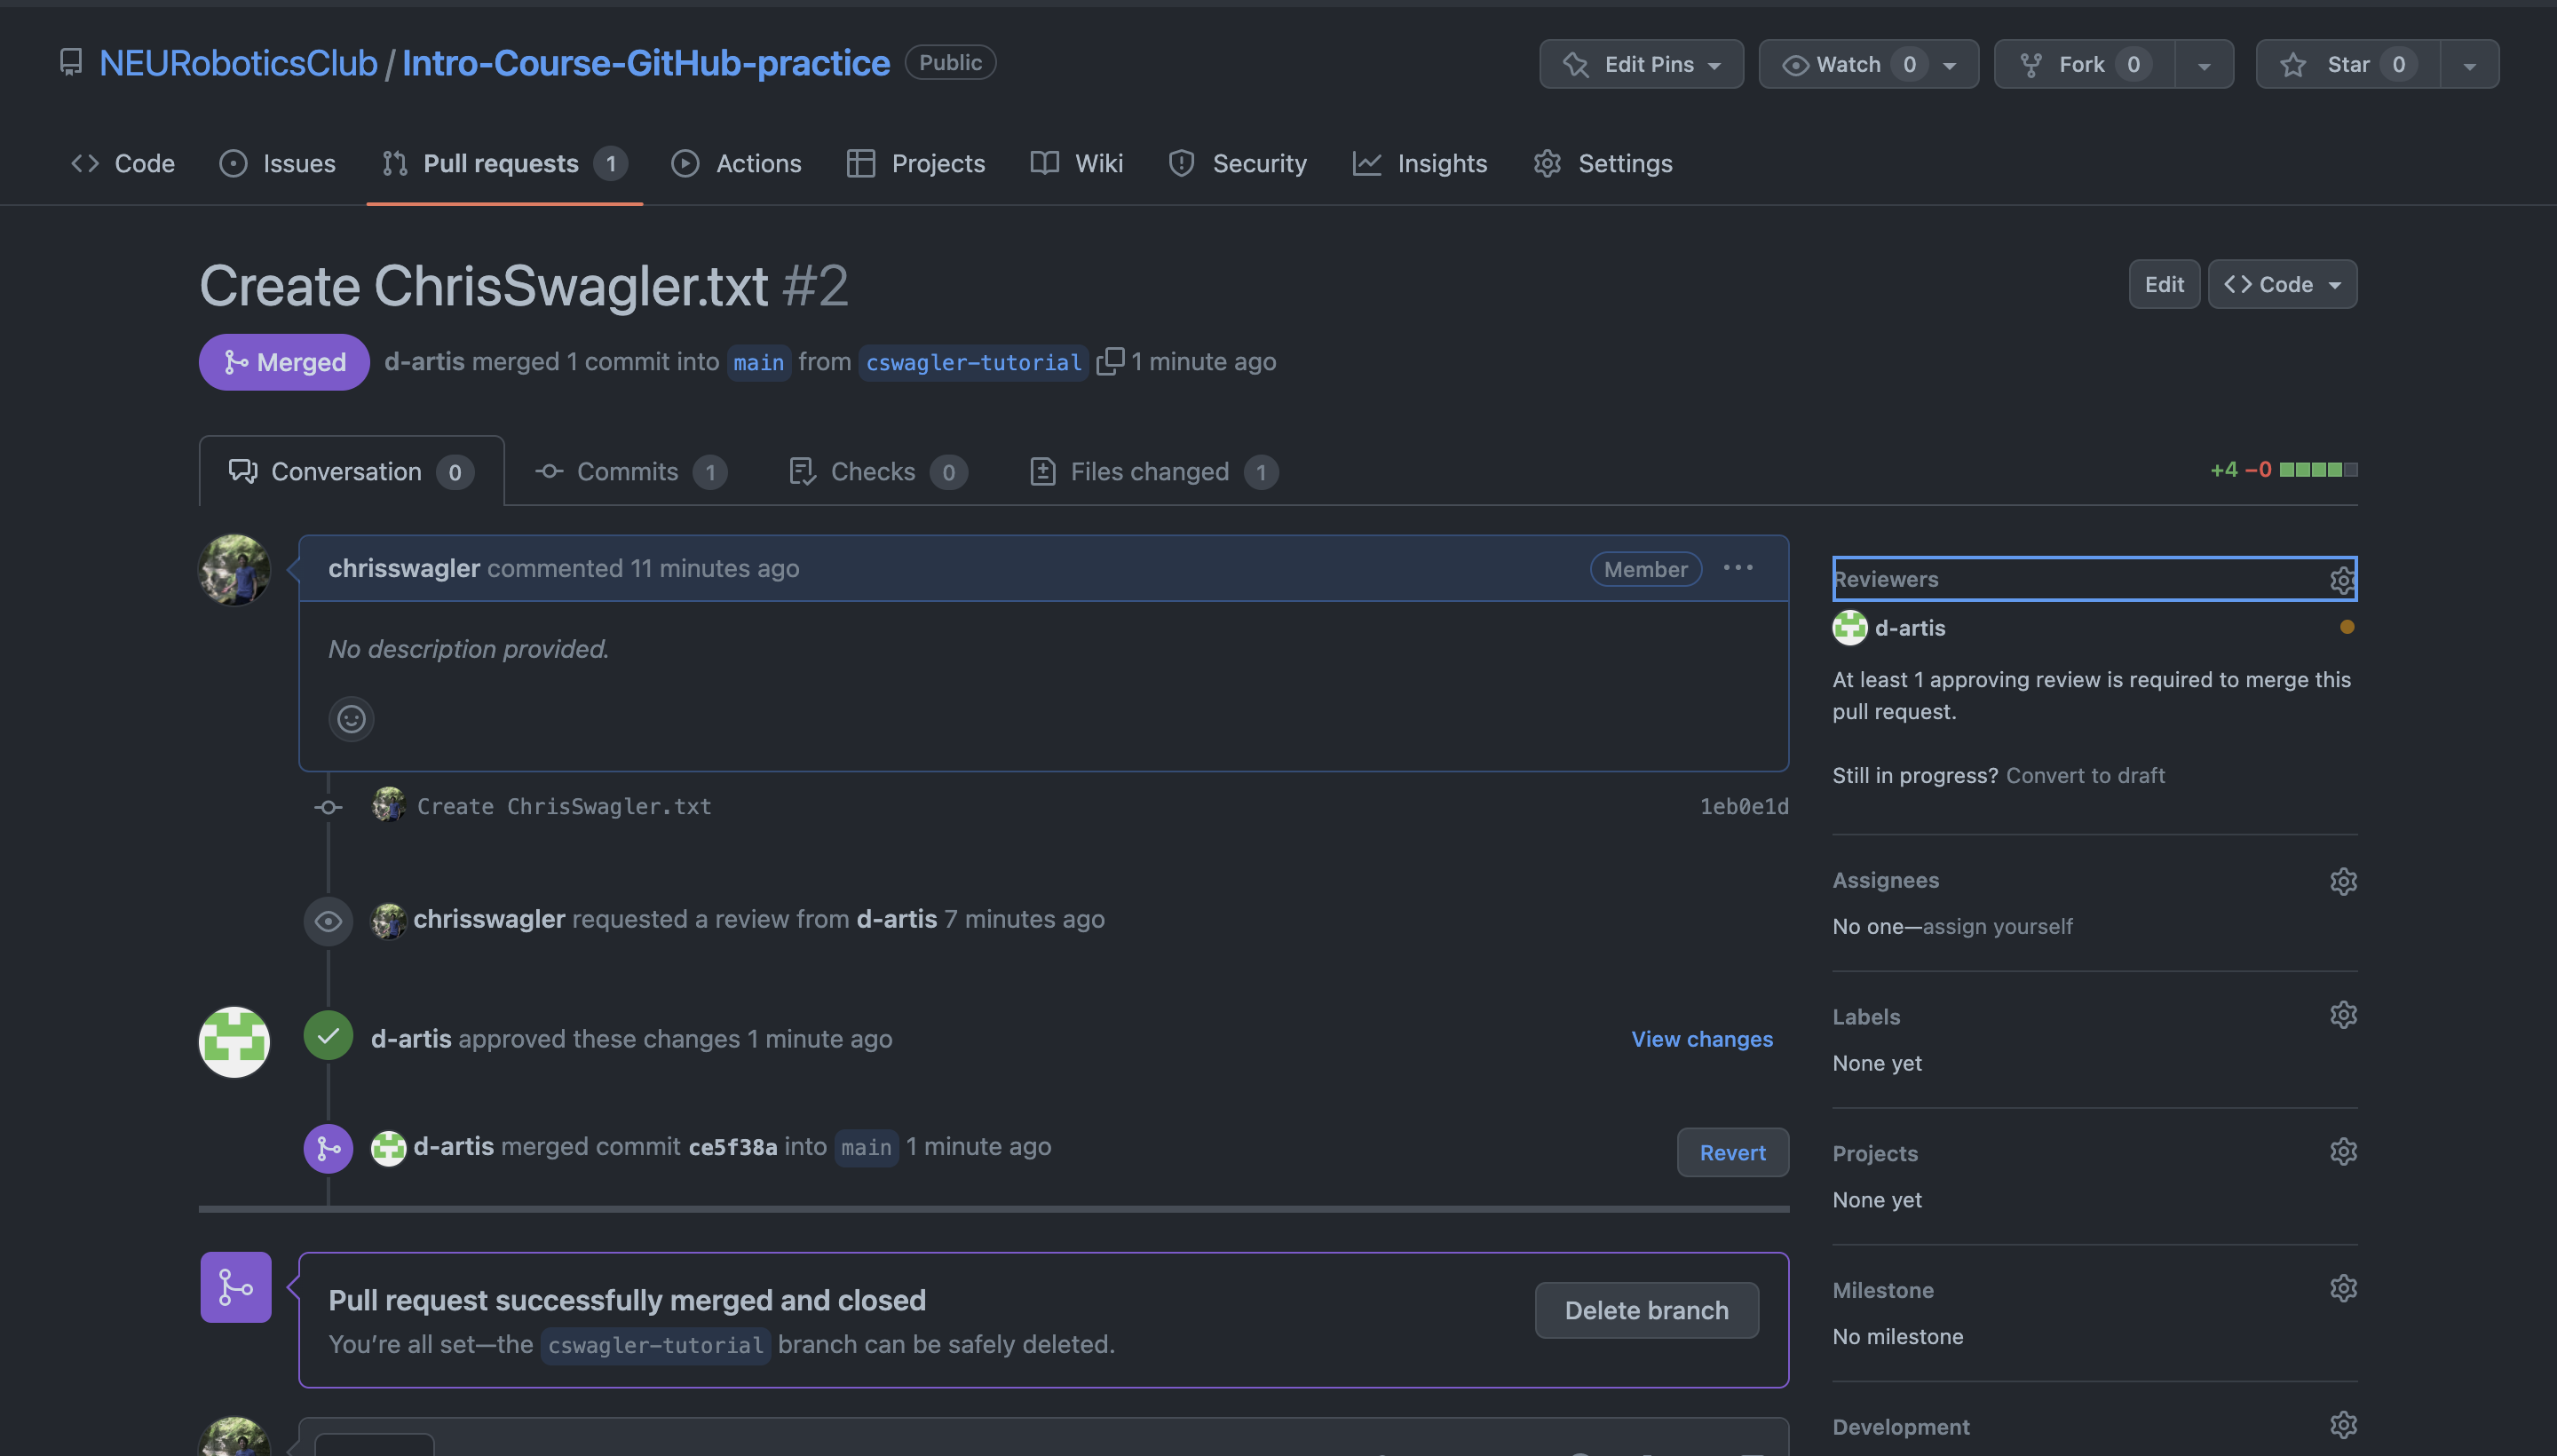 NEURoboticsClub / Intro-Course-GitHub-practice Public
Edit Pins Watch 0 Fork 0 Star 0
Code Issues Pull requests 1 Actions Projects Wiki Security Insights Settings
Create ChrisSwagler.txt #2
Edit <> Code
Merged d-artis merged 1 commit into main from cswagler-tutorial 1 minute ago
Conversation 0 Commits 1 Checks 0 Files changed 1
+4 −0
chrisswagler commented 11 minutes ago Member ...
No description provided.
Create ChrisSwagler.txt 1eb0e1d
chrisswagler requested a review from d-artis 7 minutes ago
d-artis approved these changes 1 minute ago View changes
d-artis merged commit ce5f38a into main 1 minute ago Revert
Pull request successfully merged and closed
You’re all set—the cswagler-tutorial branch can be safely deleted.
Delete branch
Reviewers
d-artis
At least 1 approving review is required to merge this
pull request.
Still in progress? Convert to draft
Assignees
No one—assign yourself
Labels
None yet
Projects
None yet
Milestone
No milestone
Development